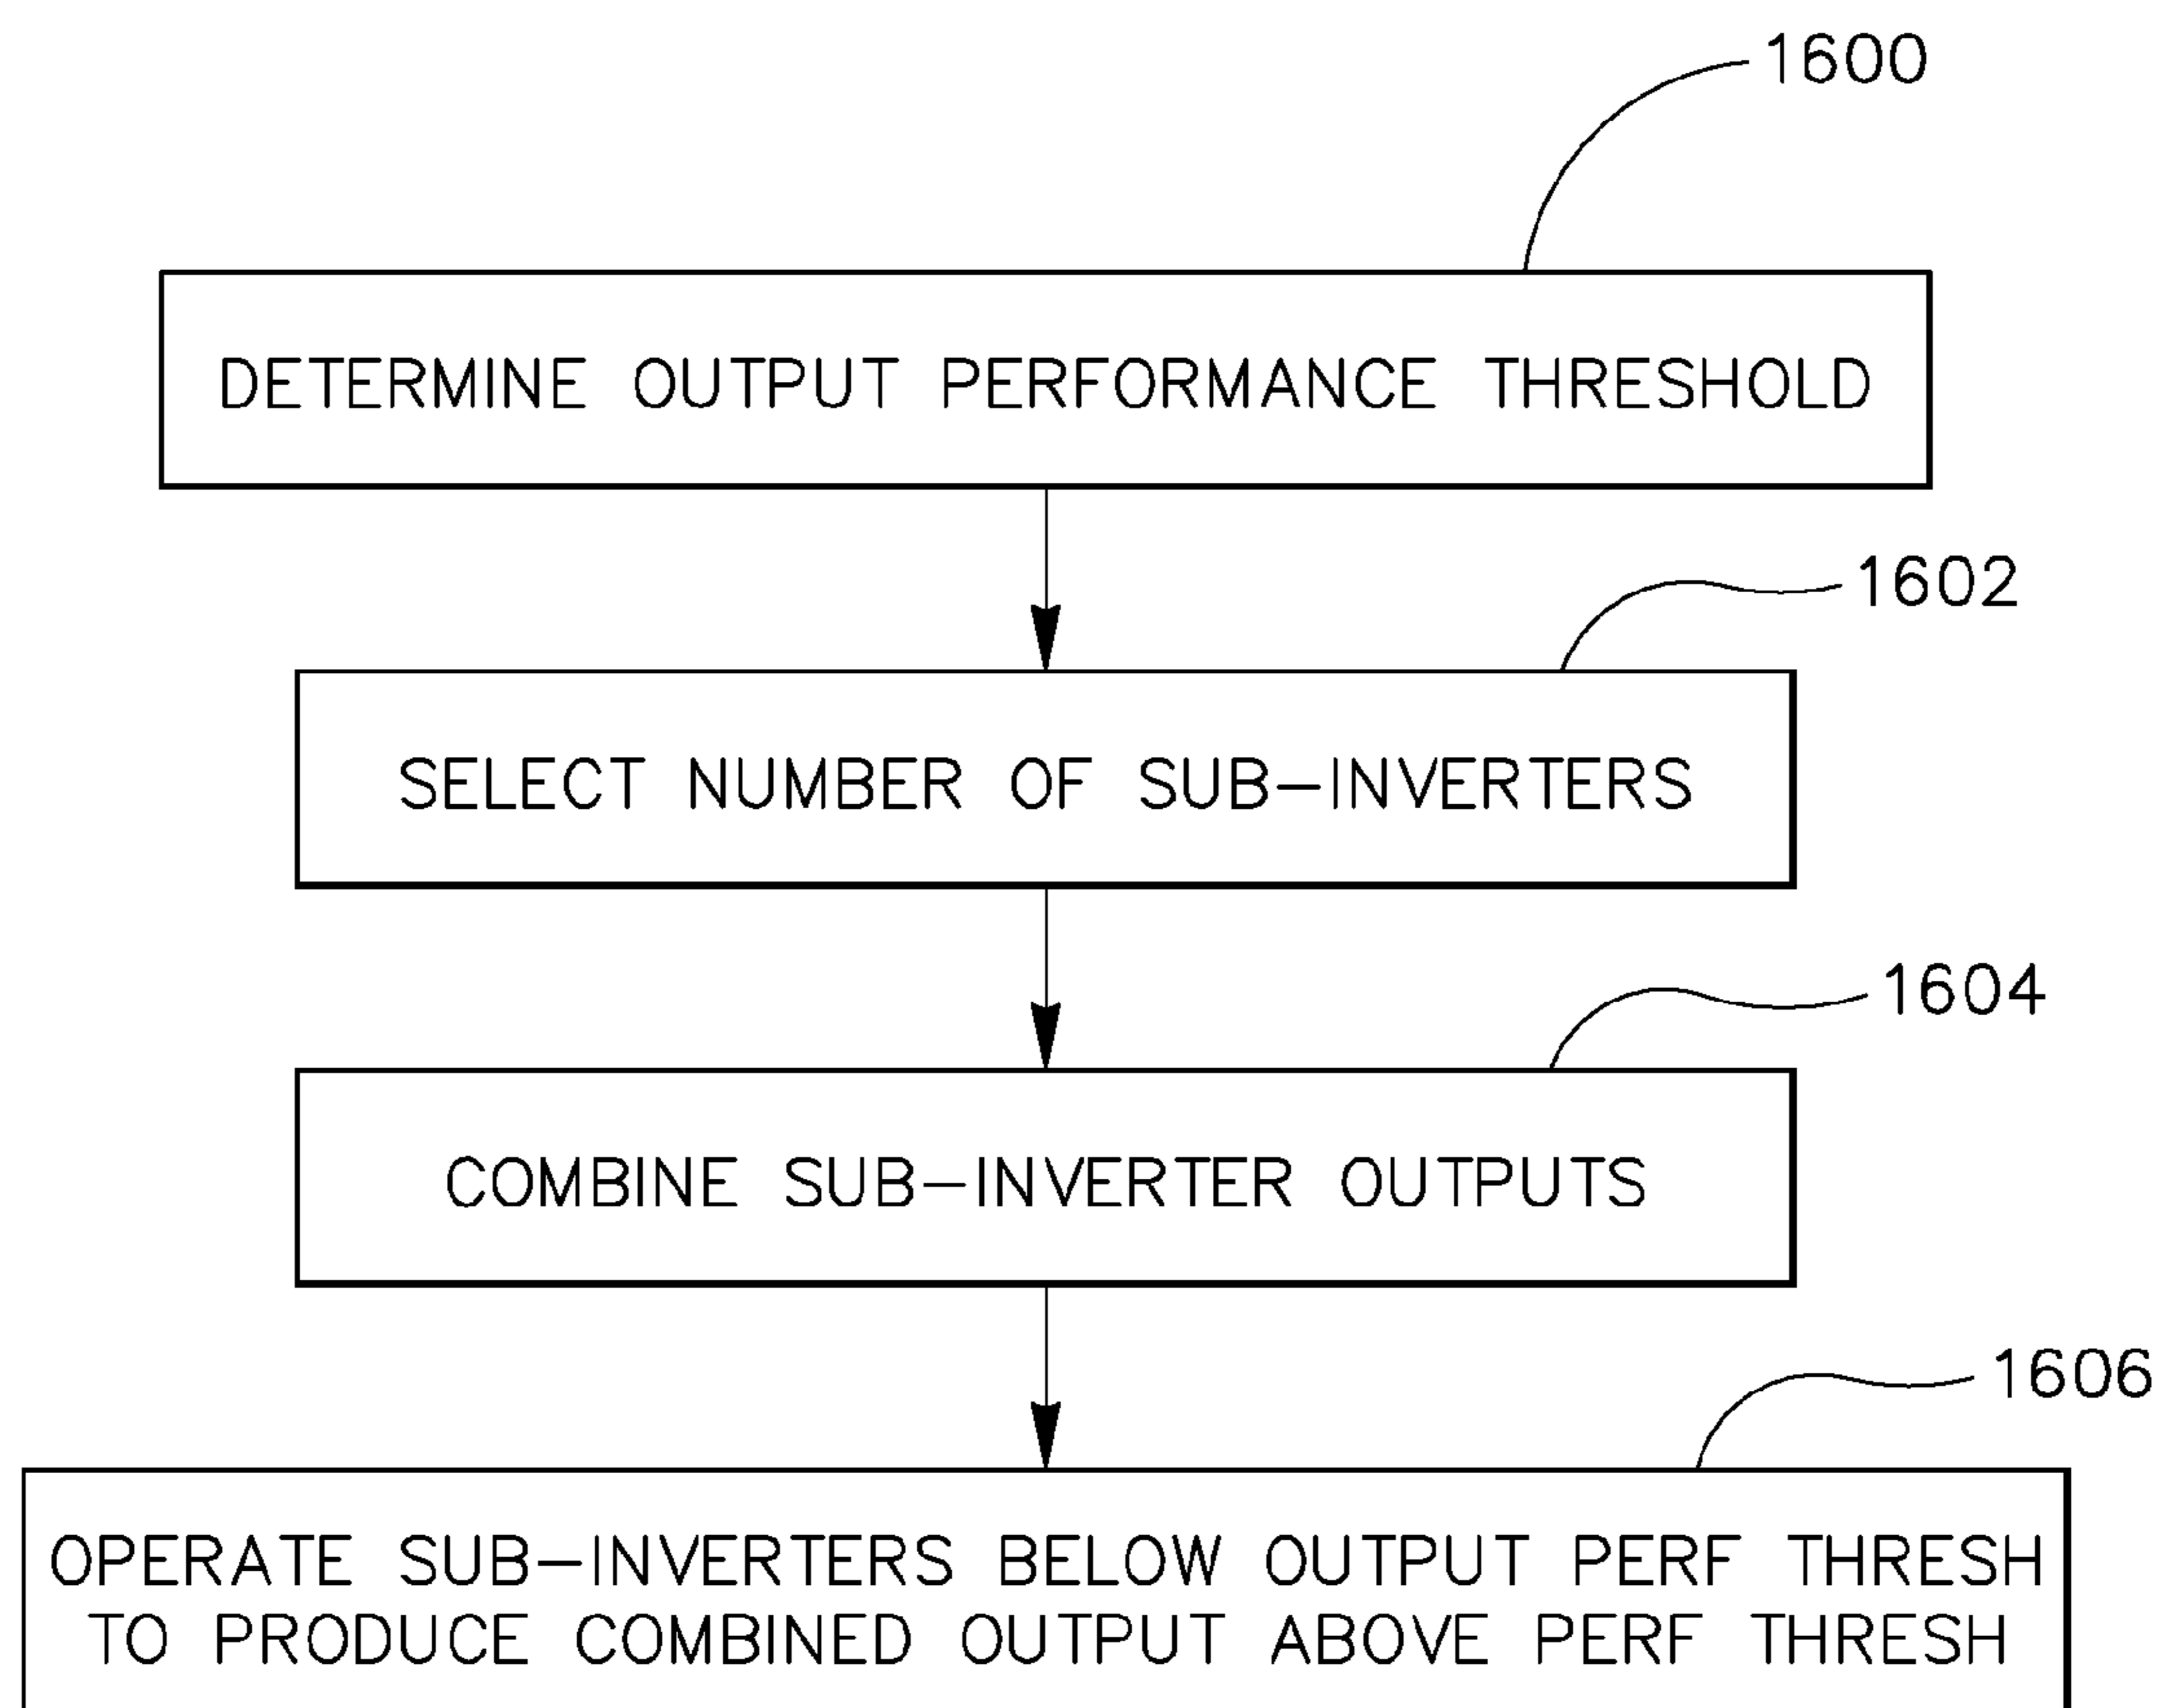 1600
DETERMINE OUTPUT PERFORMANCE THRESHOLD
1602
SELECT NUMBER OF SUB-INVERTERS
1604
COMBINE SUB-INVERTER OUTPUTS
1606
OPERATE SUB-INVERTERS BELOW OUTPUT PERF THRESH
TO PRODUCE COMBINED OUTPUT ABOVE PERF THRESH